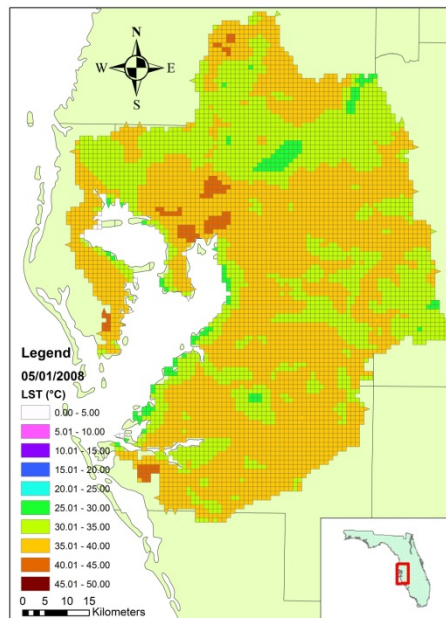 N
W E
S
Legend
05/01/2008
LST (°C)
0.00 - 5.00
5.01 - 10.00
10.01 - 15.00
15.01 - 20.00
20.01 - 25.00
25.01 - 30.00
30.01 - 35.00
35.01 - 40.00
40.01 - 45.00
45.01 - 50.00
0 2.5 5 10 15
Kilometers